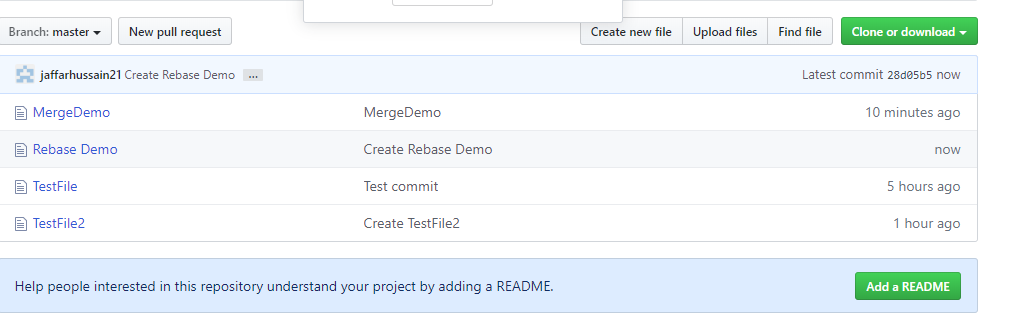 Branch: master New pull request Create new file Upload files Find file Clone or download
jaffarhussain21 Create Rebase Demo ... Latest commit 28d05b5 now
MergeDemo MergeDemo 10 minutes ago
Rebase Demo Create Rebase Demo now
TestFile Test commit 5 hours ago
TestFile2 Create TestFile2 1 hour ago
Help people interested in this repository understand your project by adding a README. Add a README